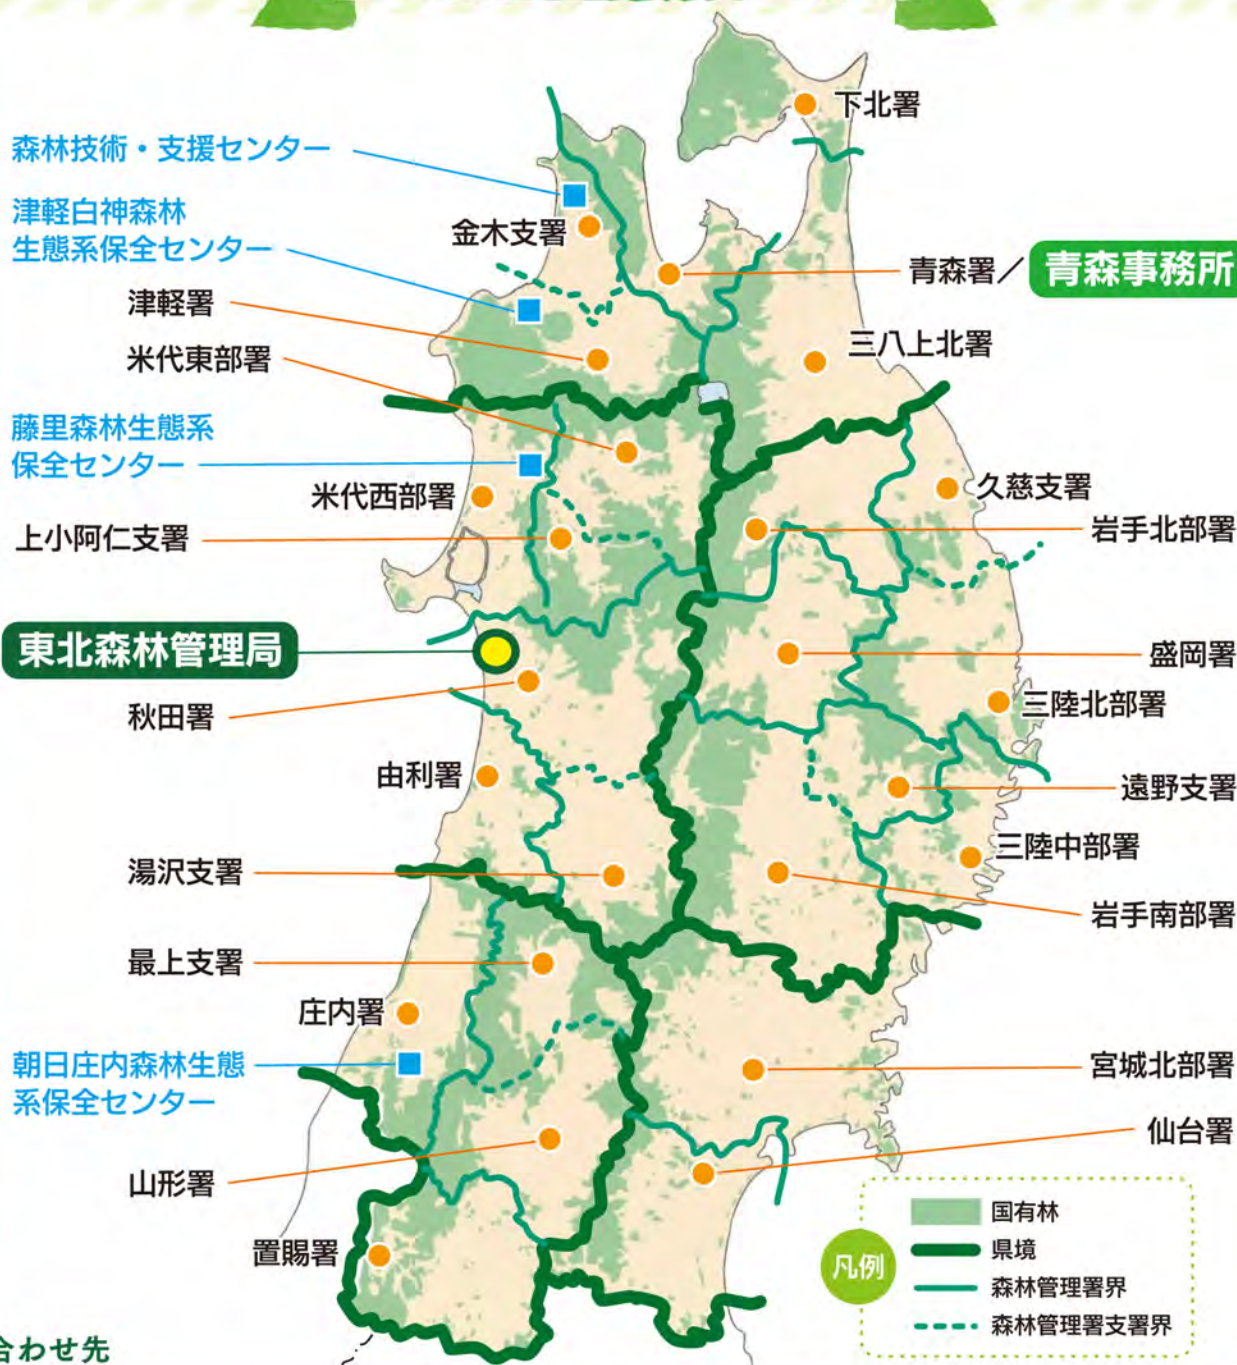 下北署
森林技術・支援センター
津軽白神森林
生態系保全センター
金木支署
青森署／
青森事務所
津軽署
米代東部署
三八上北署
藤里森林生態系
保全センター
米代西部署
久慈支署
上小阿仁支署
岩手北部署
東北森林管理局
盛岡署
秋田署
三陸北部署
由利署
遠野支署
湯沢支署
三陸中部署
岩手南部署
最上支署
庄内署
朝日庄内森林生態
系保全センター
宮城北部署
仙台署
山形署
置賜署
凡例
国有林
県境
森林管理署界
森林管理署支署界
合わせ先